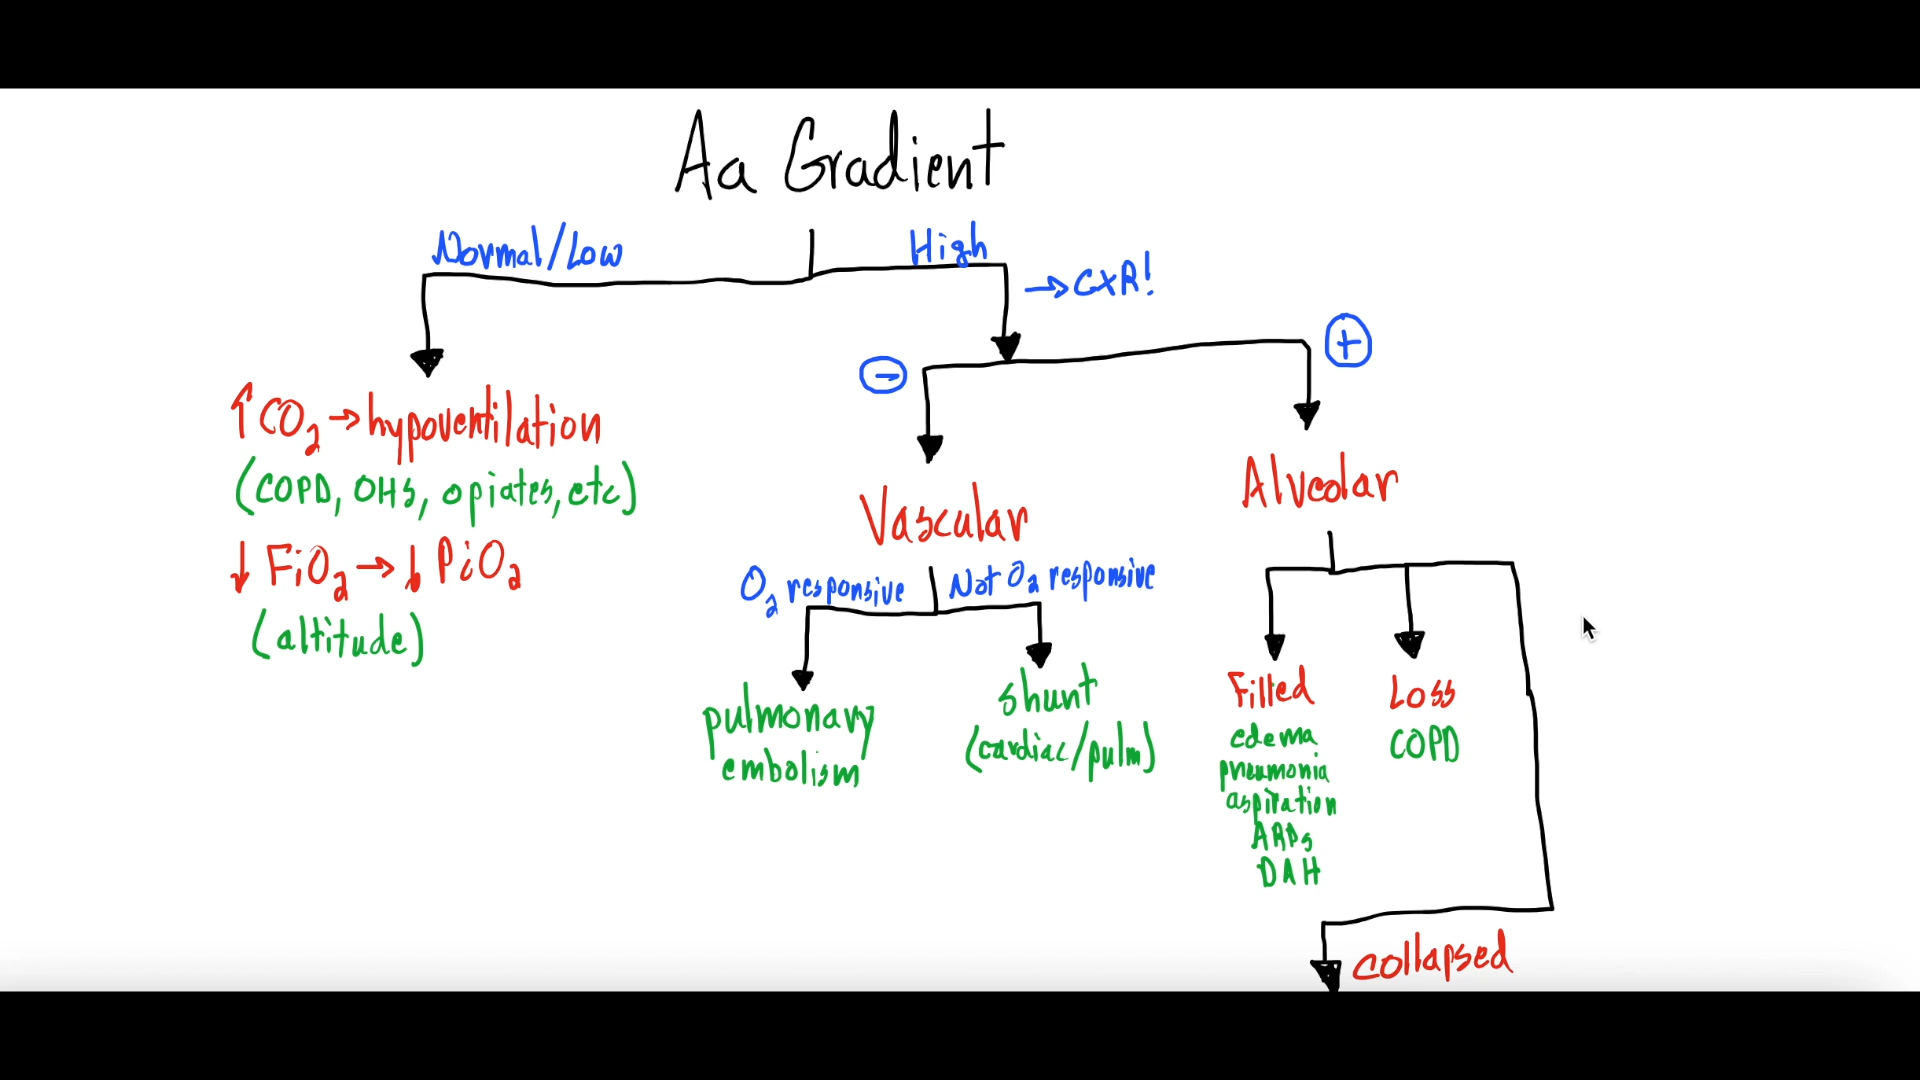 Aa Gradient
Normal/Low
High
→ CXR!
-
+
↑CO₂ → hypoventilation
(COPD, OHS, opiates, etc)
↓ FiO₂ → ↓ PiO₂
(altitude)
Vascular
O₂ responsive
Not O₂ responsive
pulmonary
embolism
shunt
(cardiac/pulm)
Alveolar
Filled
edema
pneumonia
aspiration
ARDs
DAH
Loss
COPD
collapsed